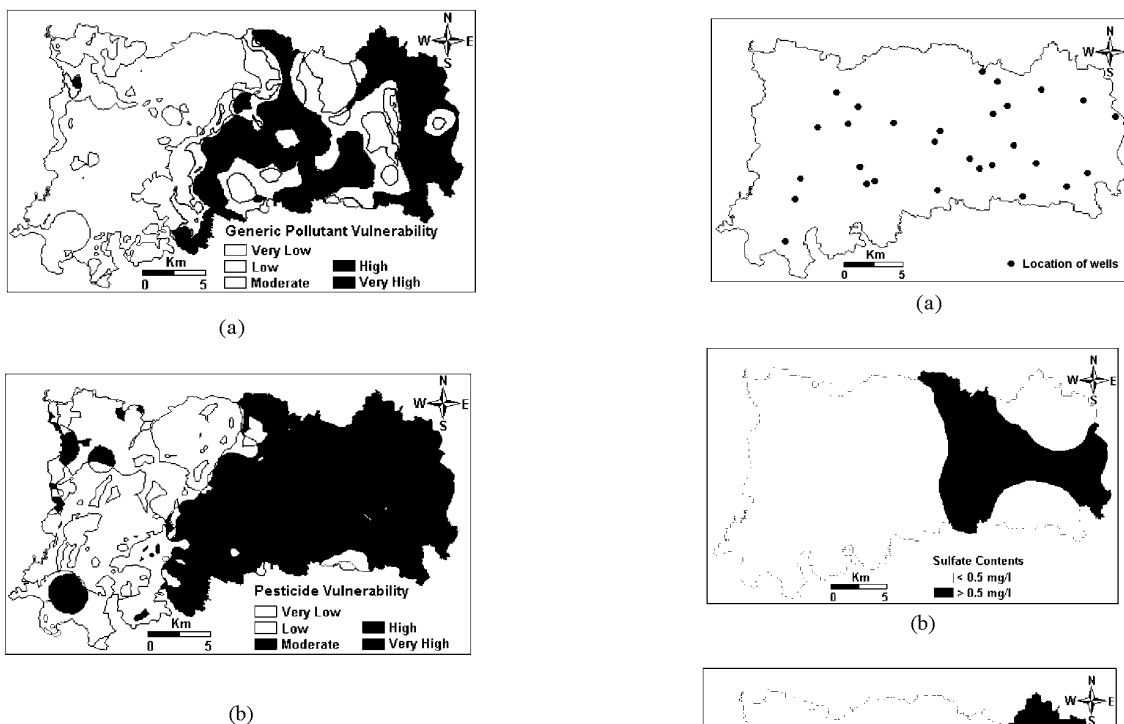 N
W E
S
Generic Pollutant Vulnerability
Very Low
Low High
Moderate Very High
Km
0 5
(a)
N
W E
S
Pesticide Vulnerability
Very Low
Low High
Moderate Very High
Km
0 5
(b)
N
W E
S
Km
0 5
Location of wells
(a)
N
W E
S
Sulfate Contents
< 0.5 mg/l
> 0.5 mg/l
Km
0 5
(b)
N
W E
S